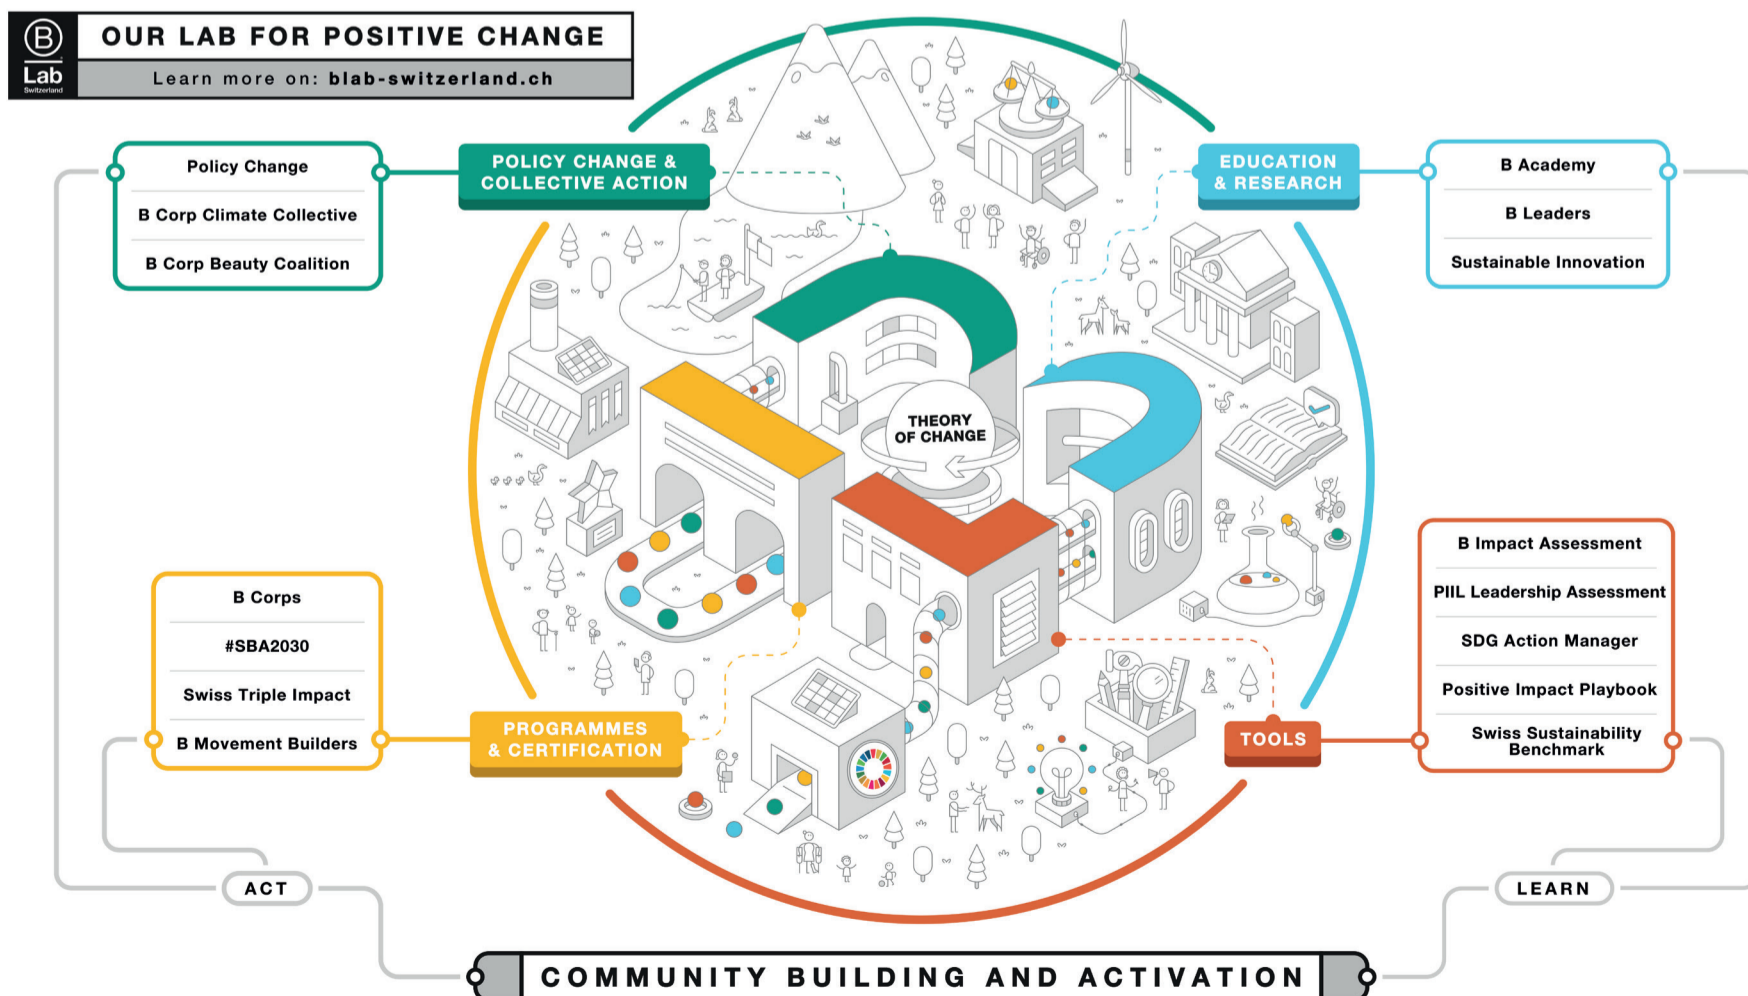 B
Lab
Switzerland
OUR LAB FOR POSITIVE CHANGE
Learn more on: blab-switzerland.ch
Policy Change
B Corp Climate Collective
B Corp Beauty Coalition
POLICY CHANGE &
COLLECTIVE ACTION
EDUCATION
& RESEARCH
B Academy
B Leaders
Sustainable Innovation
THEORY
OF CHANGE
B Corps
#SBA2030
Swiss Triple Impact
B Movement Builders
PROGRAMMES
& CERTIFICATION
TOOLS
B Impact Assessment
PIIL Leadership Assessment
SDG Action Manager
Positive Impact Playbook
Swiss Sustainability
Benchmark
ACT
LEARN
COMMUNITY BUILDING AND ACTIVATION